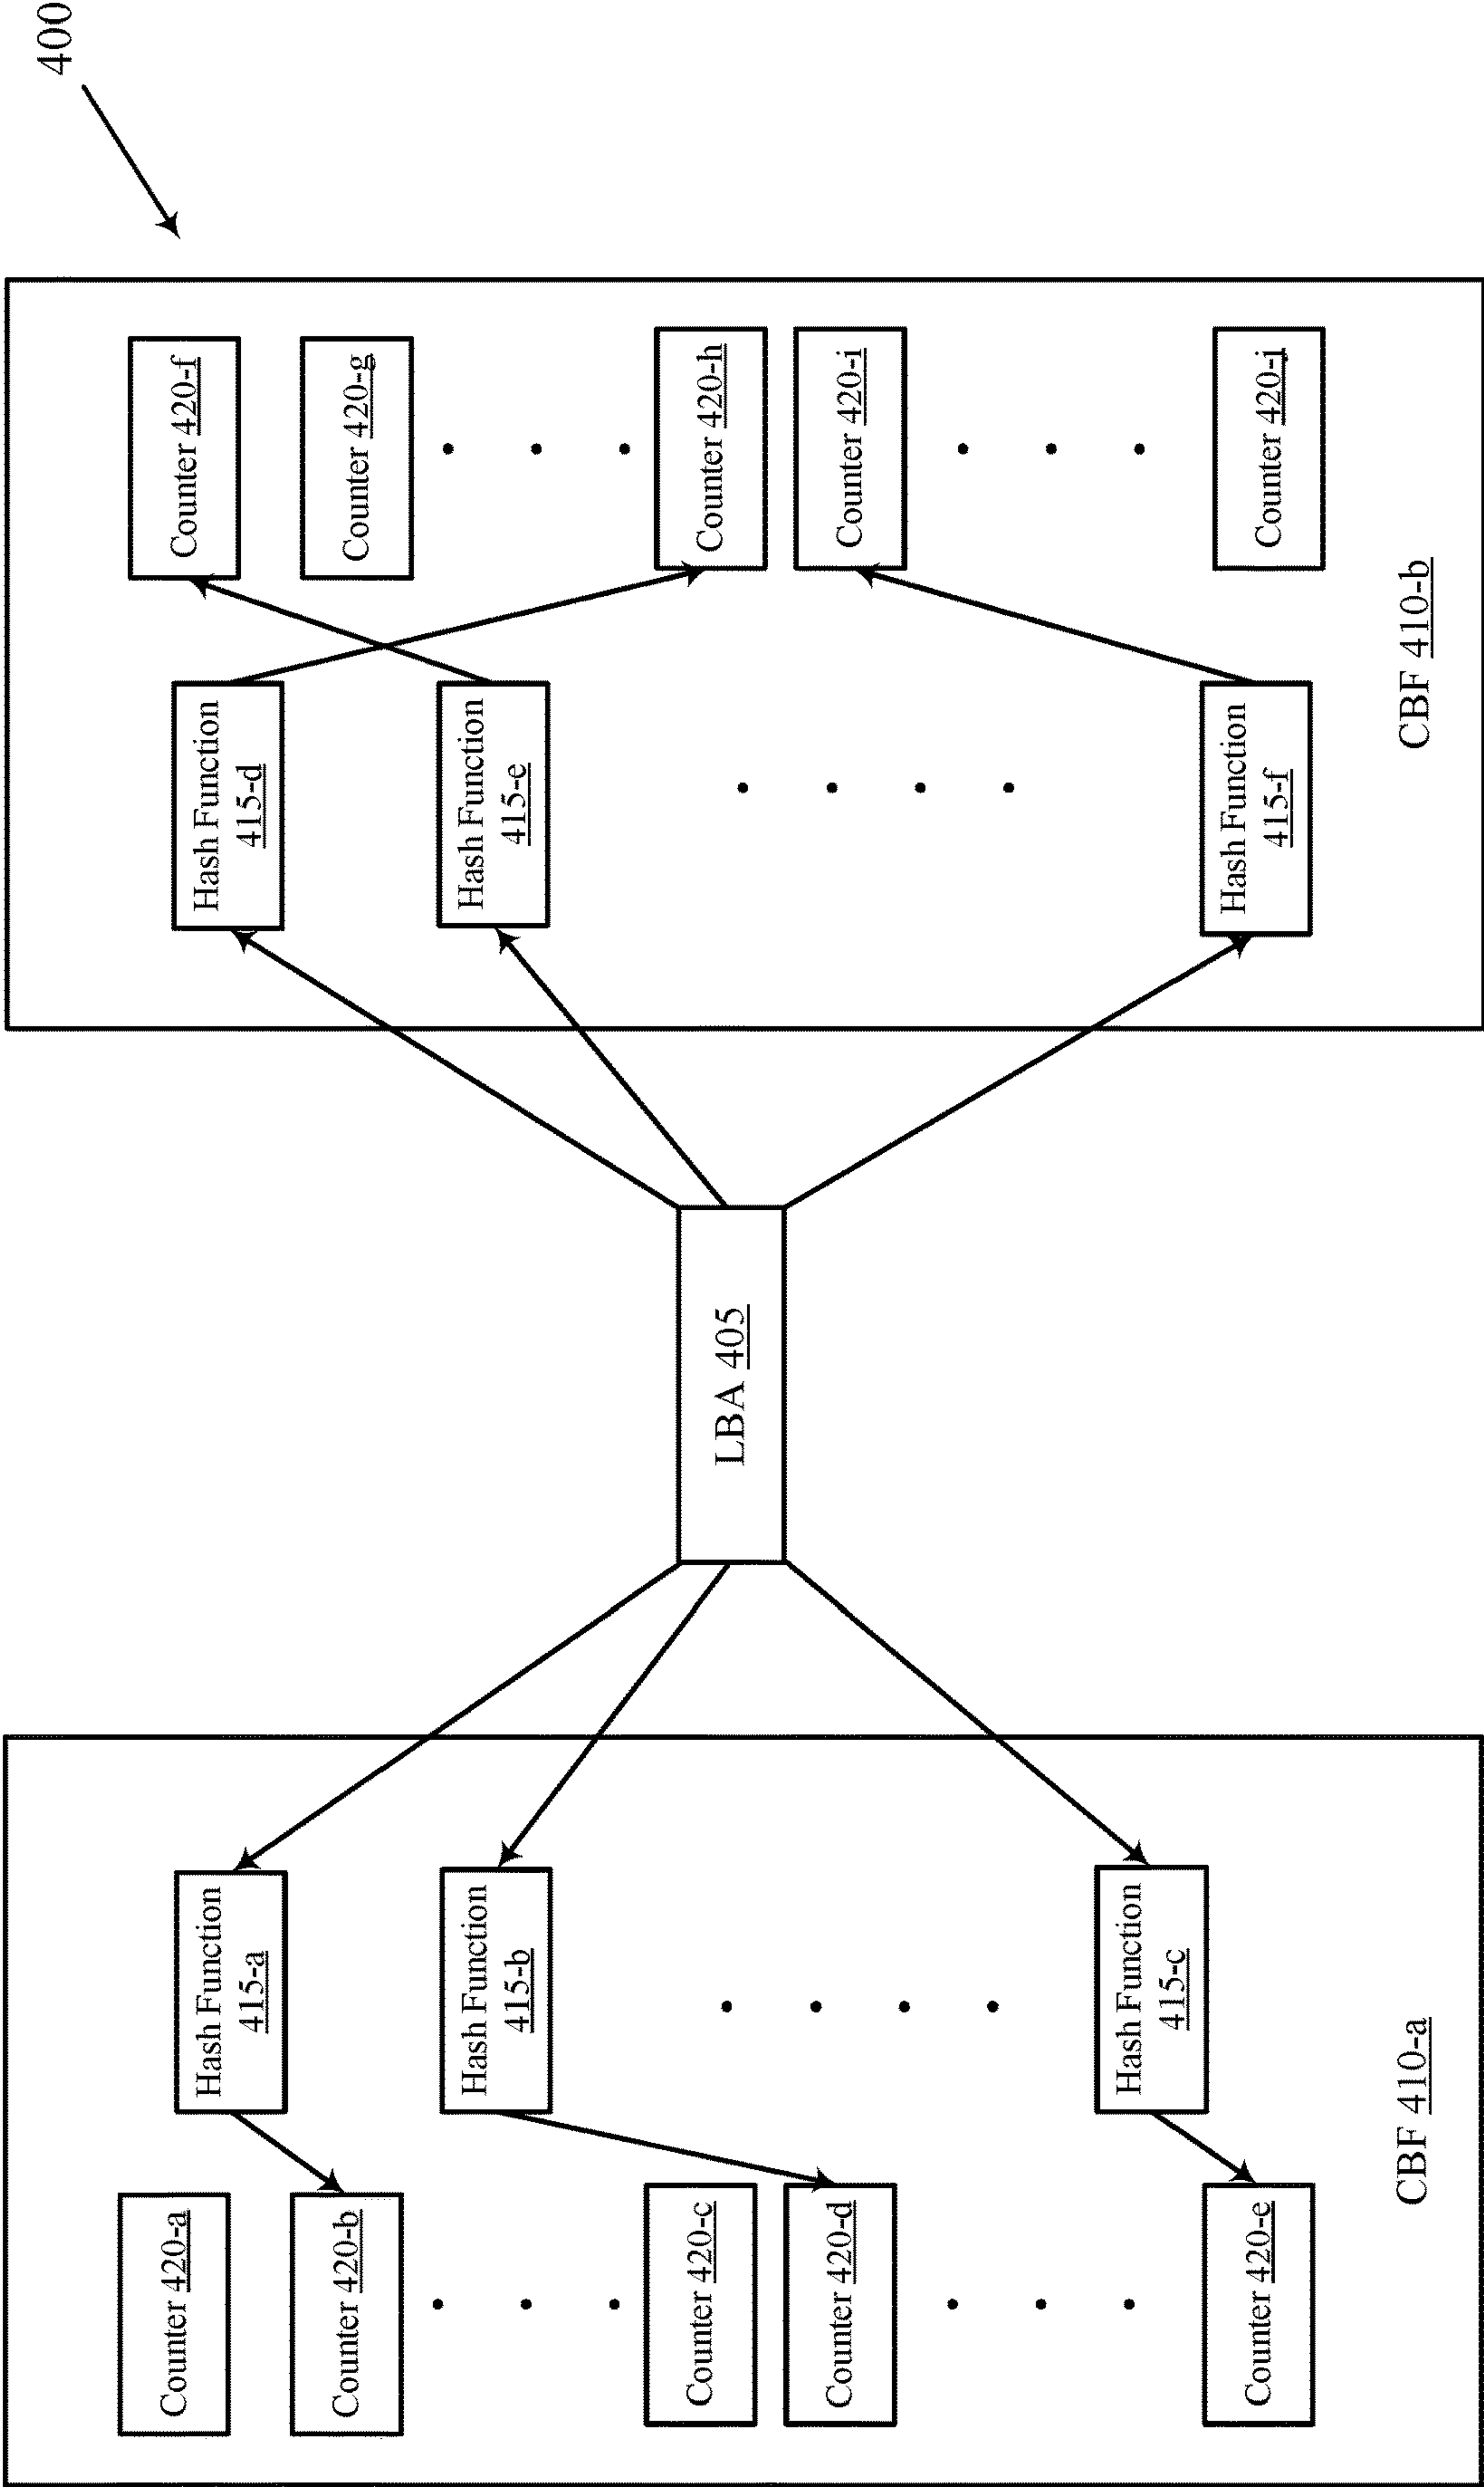 400
Counter 420-a
Counter 420-b
Counter 420-c
Counter 420-d
Counter 420-e
Hash Function
415-a
Hash Function
415-b
Hash Function
415-c
CBF 410-a
LBA 405
Hash Function
415-d
Hash Function
415-e
Hash Function
415-f
Counter 420-f
Counter 420-g
Counter 420-h
Counter 420-i
Counter 420-j
CBF 410-b